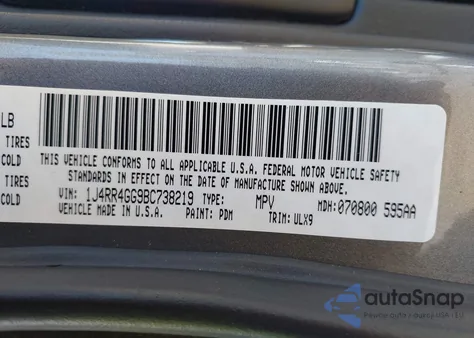 LB
TIRES
COLD
TIRES
COLD
THIS VEHICLE CONFORMS TO ALL APPLICABLE U.S.A. FEDERAL MOTOR VEHICLE SAFETY
STANDARDS IN EFFECT ON THE DATE OF MANUFACTURE SHOWN ABOVE.
VIN: 1J4RR4GG9BC738219 TYPE: MPV MDH: 070800 595AA
VEHICLE MADE IN U.S.A. PAINT: PDM TRIM: ULX9
autoSnap